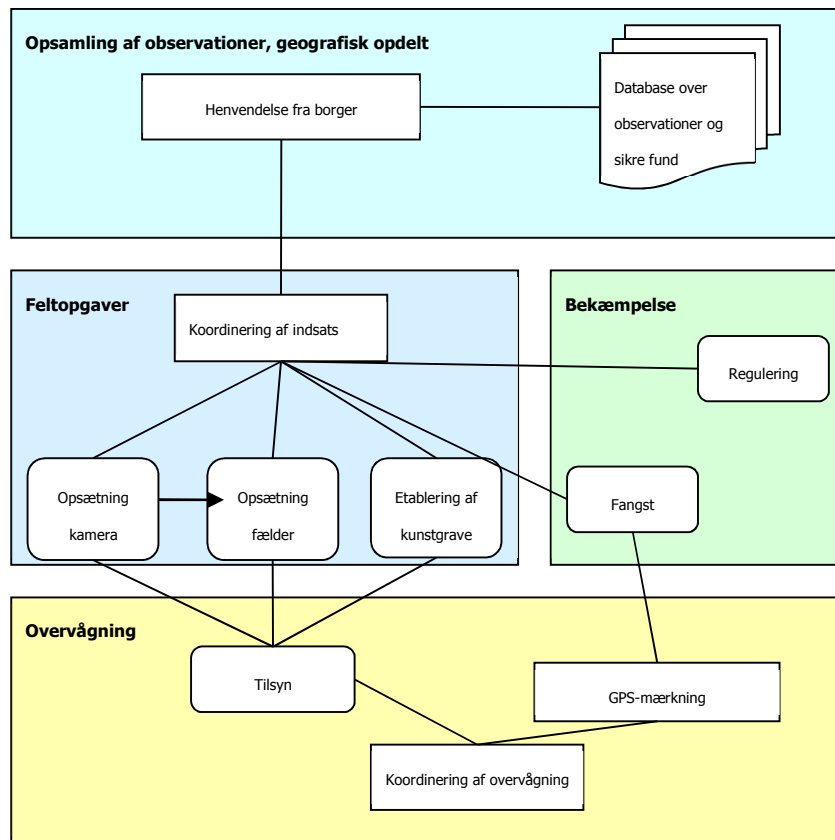 Opsamling af observationer, geografisk opdelt
Henvendelse fra borger
Database over
observationer og
sikre fund
Feltopgaver
Koordinering af indsats
Bekæmpelse
Regulering
Opsætning
kamera
Opsætning
fælder
Etablering af
kunstgrave
Fangst
Overvågning
Tilsyn
GPS-mærkning
Koordinering af overvågning